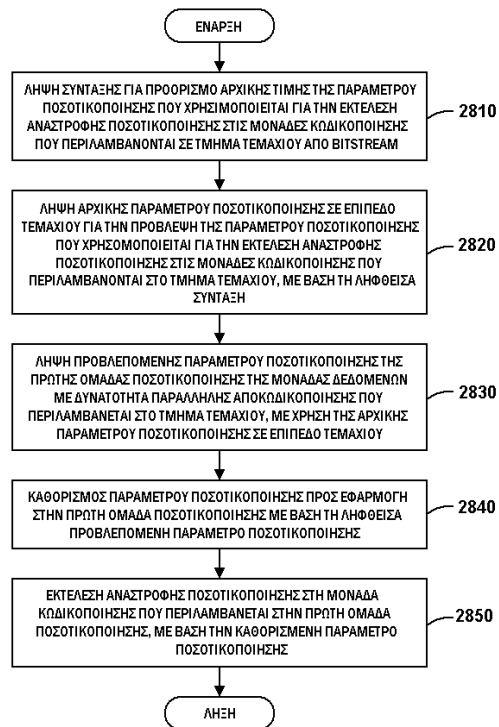 ΕΝΑΡΞΗ
ΛΗΨΗ ΣΥΝΤΑΞΗΣ ΓΙΑ ΠΡΟΟΡΙΣΜΟ ΑΡΧΙΚΗΣ ΤΙΜΗΣ ΤΗΣ ΠΑΡΑΜΕΤΡΟΥ
ΠΟΣΟΤΙΚΟΠΟΙΗΣΗΣ ΠΟΥ ΧΡΗΣΙΜΟΠΟΙΕΙΤΑΙ ΓΙΑ ΤΗΝ ΕΚΤΕΛΕΣΗ
ΑΝΑΣΤΡΟΦΗΣ ΠΟΣΟΤΙΚΟΠΟΙΗΣΗΣ ΣΤΙΣ ΜΟΝΑΔΕΣ ΚΩΔΙΚΟΠΟΙΗΣΗΣ
ΠΟΥ ΠΕΡΙΛΑΜΒΑΝΟΝΤΑΙ ΣΕ ΤΜΗΜΑ ΤΕΜΑΧΙΟΥ ΑΠΟ BITSTREAM
2810
ΛΗΨΗ ΑΡΧΙΚΗΣ ΠΑΡΑΜΕΤΡΟΥ ΠΟΣΟΤΙΚΟΠΟΙΗΣΗΣ ΣΕ ΕΠΙΠΕΔΟ
ΤΕΜΑΧΙΟΥ ΓΙΑ ΤΗΝ ΠΡΟΒΛΕΨΗ ΤΗΣ ΠΑΡΑΜΕΤΡΟΥ ΠΟΣΟΤΙΚΟΠΟΙΗΣΗΣ
ΠΟΥ ΧΡΗΣΟΜΟΠΟΙΕΙΤΑΙ ΓΙΑ ΤΗΝ ΕΚΤΕΛΕΣΗ ΑΝΑΣΤΡΟΦΗΣ
ΠΟΣΟΤΙΚΟΠΟΙΗΣΗΣ ΣΤΙΣ ΜΟΝΑΔΕΣ ΚΩΔΙΚΟΠΟΙΗΣΗΣ ΠΟΥ
ΠΕΡΙΛΑΜΒΑΝΟΝΤΑΙ ΣΤΟ ΤΜΗΜΑ ΤΕΜΑΧΙΟΥ, ΜΕ ΒΑΣΗ ΤΗ ΛΗΦΘΕΙΣΑ
ΣΥΝΤΑΞΗ
2820
ΛΗΨΗ ΠΡΟΒΛΕΠΟΜΕΝΗΣ ΠΑΡΑΜΕΤΡΟΥ ΠΟΣΟΤΙΚΟΠΟΙΗΣΗΣ ΤΗΣ
ΠΡΩΤΗΣ ΟΜΑΔΑΣ ΠΟΣΟΤΙΚΟΠΟΙΗΣΗΣ ΤΗΣ ΜΟΝΑΔΑΣ ΔΕΔΟΜΕΝΩΝ
ΜΕ ΔΥΝΑΤΟΤΗΤΑ ΠΑΡΑΛΛΗΛΗΣ ΑΠΟΚΩΔΙΚΟΠΟΙΗΣΗΣ ΠΟΥ
ΠΕΡΙΛΑΜΒΑΝΕΤΑΙ ΣΤΟ ΤΜΗΜΑ ΤΕΜΑΧΙΟΥ, ΜΕ ΧΡΗΣΗ ΤΗΣ ΑΡΧΙΚΗΣ
ΠΑΡΑΜΕΤΡΟΥ ΠΟΣΟΤΙΚΟΠΟΙΗΣΗΣ ΣΕ ΕΠΙΠΕΔΟ ΤΕΜΑΧΙΟΥ
2830
ΚΑΘΟΡΙΣΜΟΣ ΠΑΡΑΜΕΤΡΟΥ ΠΟΣΟΤΙΚΟΠΟΙΗΣΗΣ ΠΡΟΣ ΕΦΑΡΜΟΓΗ
ΣΤΗΝ ΠΡΩΤΗ ΟΜΑΔΑ ΠΟΣΟΤΙΚΟΠΟΙΗΣΗΣ ΜΕ ΒΑΣΗ ΤΗ ΛΗΦΘΕΙΣΑ
ΠΡΟΒΛΕΠΟΜΕΝΗ ΠΑΡΑΜΕΤΡΟ ΠΟΣΟΤΙΚΟΠΟΙΗΣΗΣ
2840
ΕΚΤΕΛΕΣΗ ΑΝΑΣΤΡΟΦΗΣ ΠΟΣΟΤΙΚΟΠΟΙΗΣΗΣ ΣΤΗ ΜΟΝΑΔΑ
ΚΩΔΙΚΟΠΟΙΗΣΗΣ ΠΟΥ ΠΕΡΙΛΑΜΒΑΝΕΤΑΙ ΣΤΗΝ ΠΡΩΤΗ ΟΜΑΔΑ
ΠΟΣΟΤΙΚΟΠΟΙΗΣΗΣ, ΜΕ ΒΑΣΗ ΤΗΝ ΚΑΘΟΡΙΣΜΕΝΗ ΠΑΡΑΜΕΤΡΟ
ΠΟΣΟΤΙΚΟΠΟΙΗΣΗΣ
2850
ΛΗΞΗ